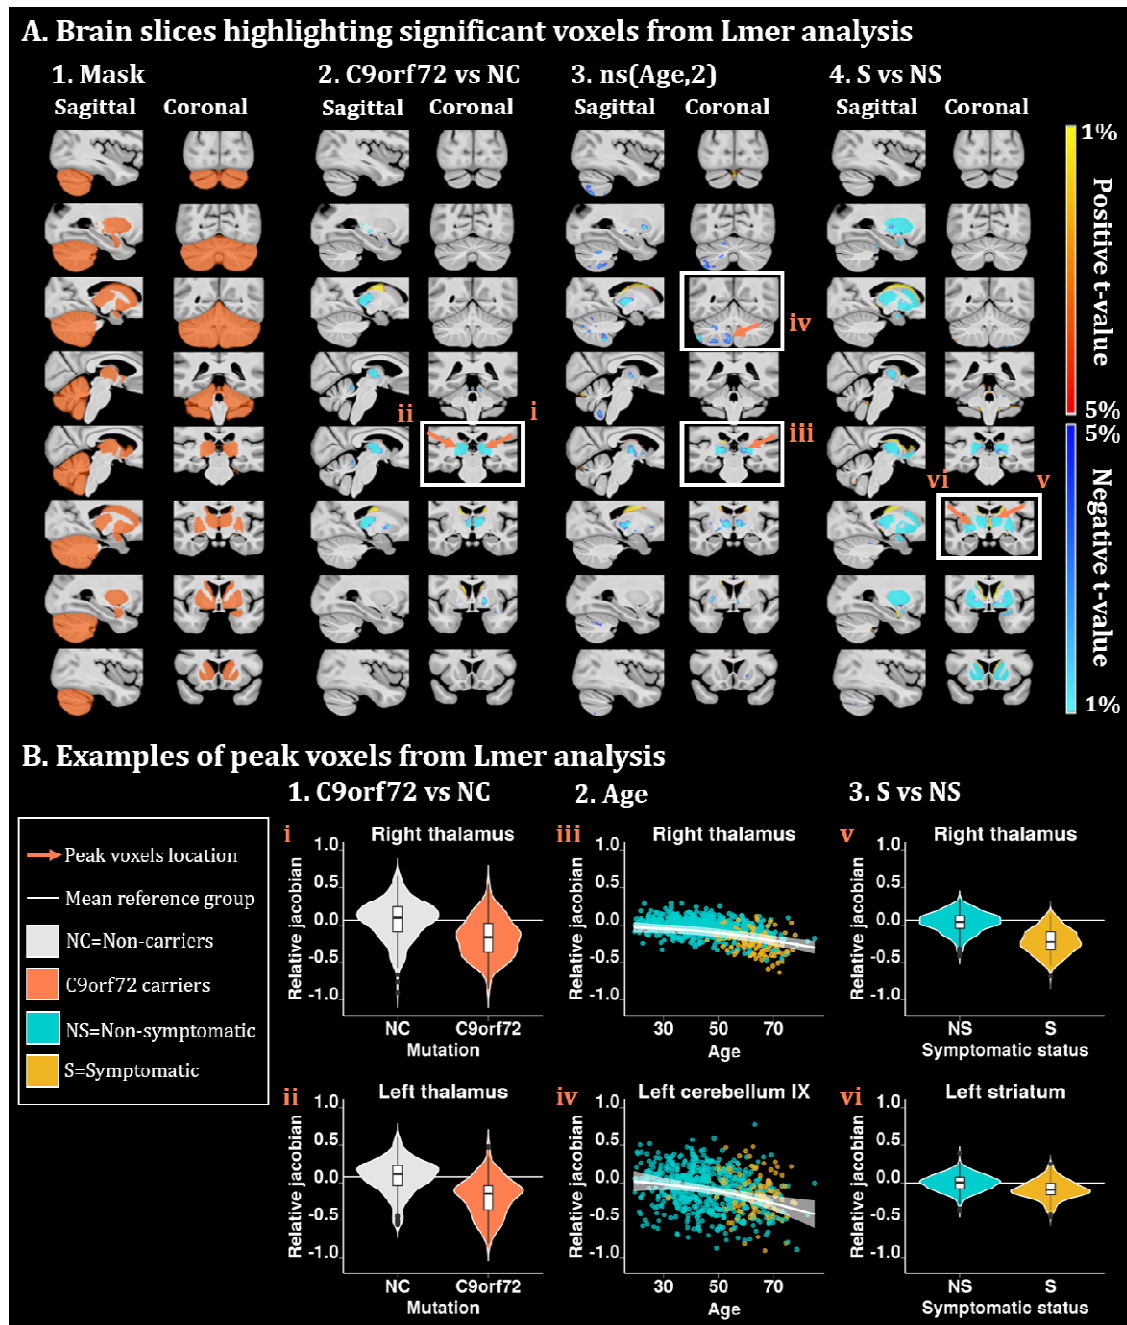 A. Brain slices highlighting significant voxels from Lmer analysis
1. Mask
2. C9orf72 vs NC
3. ns(Age,2)
4. S vs NS
Sagittal Coronal
Sagittal Coronal
Sagittal Coronal
Sagittal Coronal
1%
Positive t-value
5%
5%
Negative t-value
1%
iv
ii
i
iii
vi
v
B. Examples of peak voxels from Lmer analysis
1. C9orf72 vs NC
2. Age
3. S vs NS
Peak voxels location
Mean reference group
NC=Non-carriers
C9orf72 carriers
NS=Non-symptomatic
S=Symptomatic
i
Right thalamus
Relative jacobian
1.0
0.5
0.0
-0.5
-1.0
NC C9orf72
Mutation
iii
Right thalamus
Relative jacobian
1.0
0.5
0.0
-0.5
-1.0
30 50 70
Age
v
Right thalamus
Relative jacobian
1.0
0.5
0.0
-0.5
-1.0
NS S
Symptomatic status
ii
Left thalamus
Relative jacobian
1.0
0.5
0.0
-0.5
-1.0
NC C9orf72
Mutation
iv
Left cerebellum IX
Relative jacobian
1.0
0.5
0.0
-0.5
-1.0
30 50 70
Age
vi
Left striatum
Relative jacobian
1.0
0.5
0.0
-0.5
-1.0
NS S
Symptomatic status